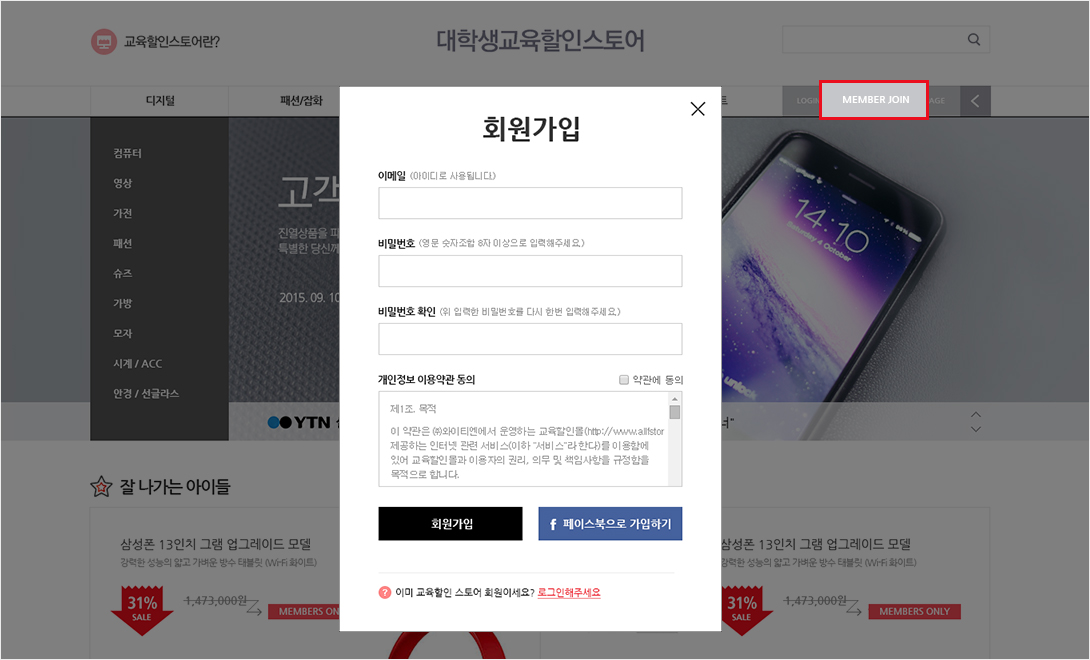 교육할인스토어란?
대학생교육할인스토어
디지털
패션/잡화
LOGIN
MEMBER JOIN
컴퓨터
영상
가전
패션
슈즈
가방
모자
시계 / ACC
안경 / 선글라스
고객
진열상품을
특별한 당신께
2015. 09. 10
YTN
회원가입
이메일 (아이디로 사용됩니다)
비밀번호 (영문 숫자조합 8자 이상으로 입력해주세요.)
비밀번호 확인 (위 입력한 비밀번호를 다시 한번 입력해주세요.)
개인정보 이용약관 동의
약관에 동의
제1조. 목적
이 약관은 ㈜와이티엔에서 운영하는 교육할인몰(http://www.allfstor
제공하는 인터넷 관련 서비스(이하 "서비스"라 한다)를 이용함에
있어 교육할인몰과 이용자의 권리, 의무 및 책임사항을 규정함을
목적으로 합니다.
회원가입
f 페이스북으로 가입하기
? 이미 교육할인 스토어 회원이세요? 로그인해주세요
14:10
Saturday 4 October
unlock
잘 나가는 아이들
삼성폰 13인치 그램 업그레이드 모델
강력한 성능의 얇고 가벼운 방수 태블릿 (WiFi 화이트)
31%
SALE
1,473,000원
MEMBERS ON
삼성폰 13인치 그램 업그레이드 모델
강력한 성능의 얇고 가벼운 방수 태블릿 (WiFi 화이트)
31%
SALE
1,473,000원
MEMBERS ONLY